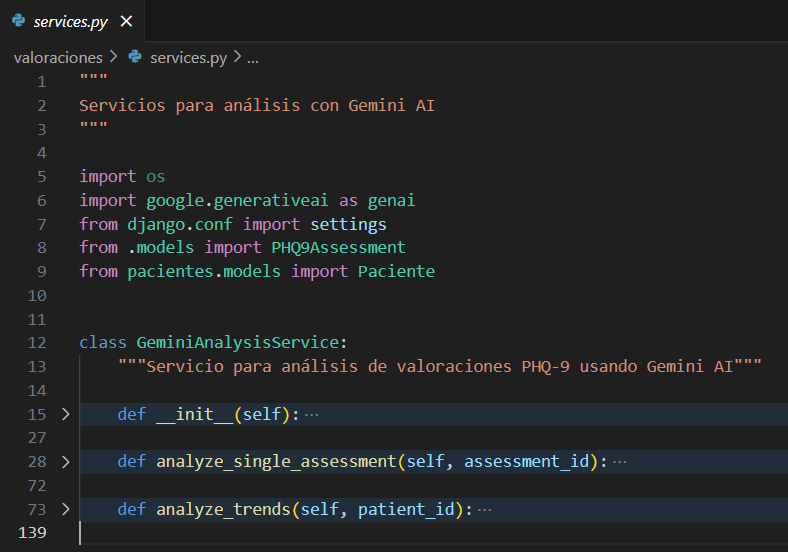 services.py ×
valoraciones > services.py > ...
1 """
2 Servicios para análisis con Gemini AI
3 """
4
5 import os
6 import google.generativeai as genai
7 from django.conf import settings
8 from .models import PHQ9Assessment
9 from pacientes.models import Paciente
10
11
12 class GeminiAnalysisService:
13 """Servicio para análisis de valoraciones PHQ-9 usando Gemini AI"""
14
15 > def __init__(self): ···
27
28 > def analyze_single_assessment(self, assessment_id): ···
72
73 > def analyze_trends(self, patient_id): ···
139